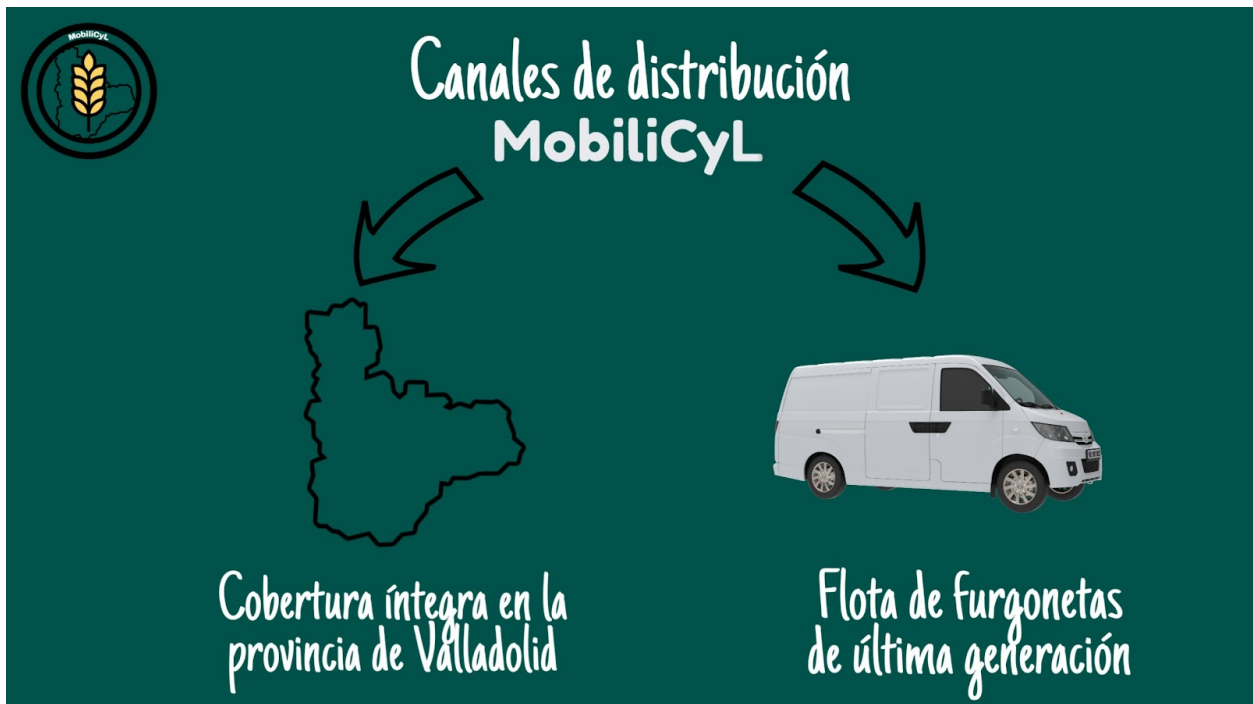 MobiliCyL
Canales de distribución
MobiliCyL
Cobertura íntegra en la
provincia de Valladolid
Flota de furgonetas
de última generación